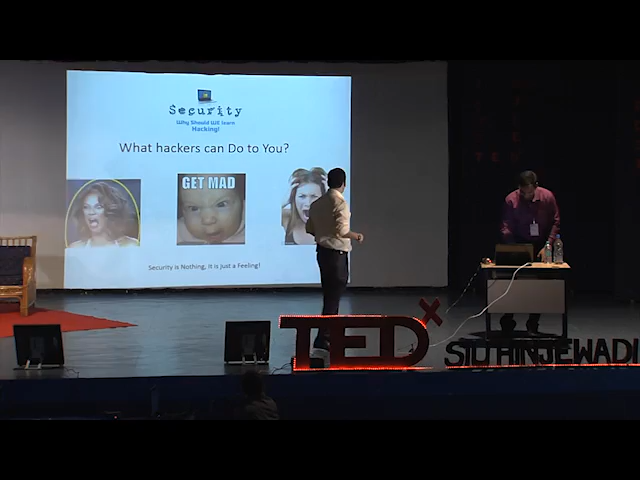 Security
Why Should WE learn
Hacking!
What hackers can Do to You?
GET MAD
Security is Nothing, it is just a Feeling!
TEDx
SIU HINJEWADI